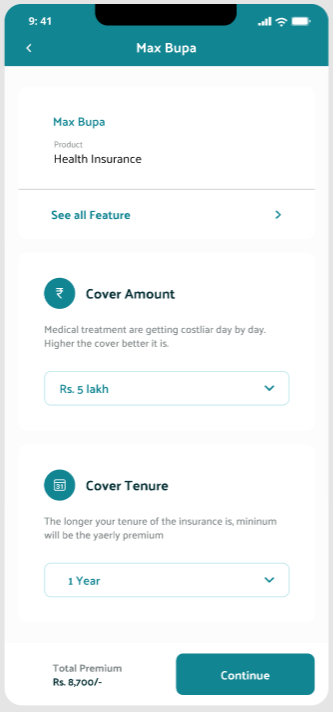 9: 41
Max Bupa
Max Bupa
Product
Health Insurance
See all Feature
₹
Cover Amount
Medical treatment are getting costliar day by day.
Higher the cover better it is.
Rs. 5 lakh
31
Cover Tenure
The longer your tenure of the insurance is, mininum
will be the yaerly premium
1 Year
Total Premium
Rs. 8,700/-
Continue